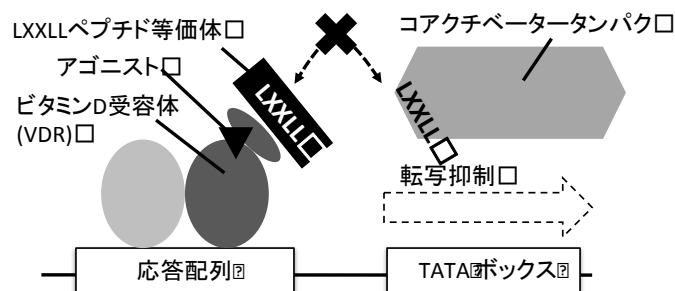 LXXLLペプチド等価体□
アゴニスト□
ビタミンD受容体
(VDR)□
LXXLL□
コアクチベータータンパク□
LXXLL□
転写抑制□
応答配列⍰
TATA⍰ボックス⍰